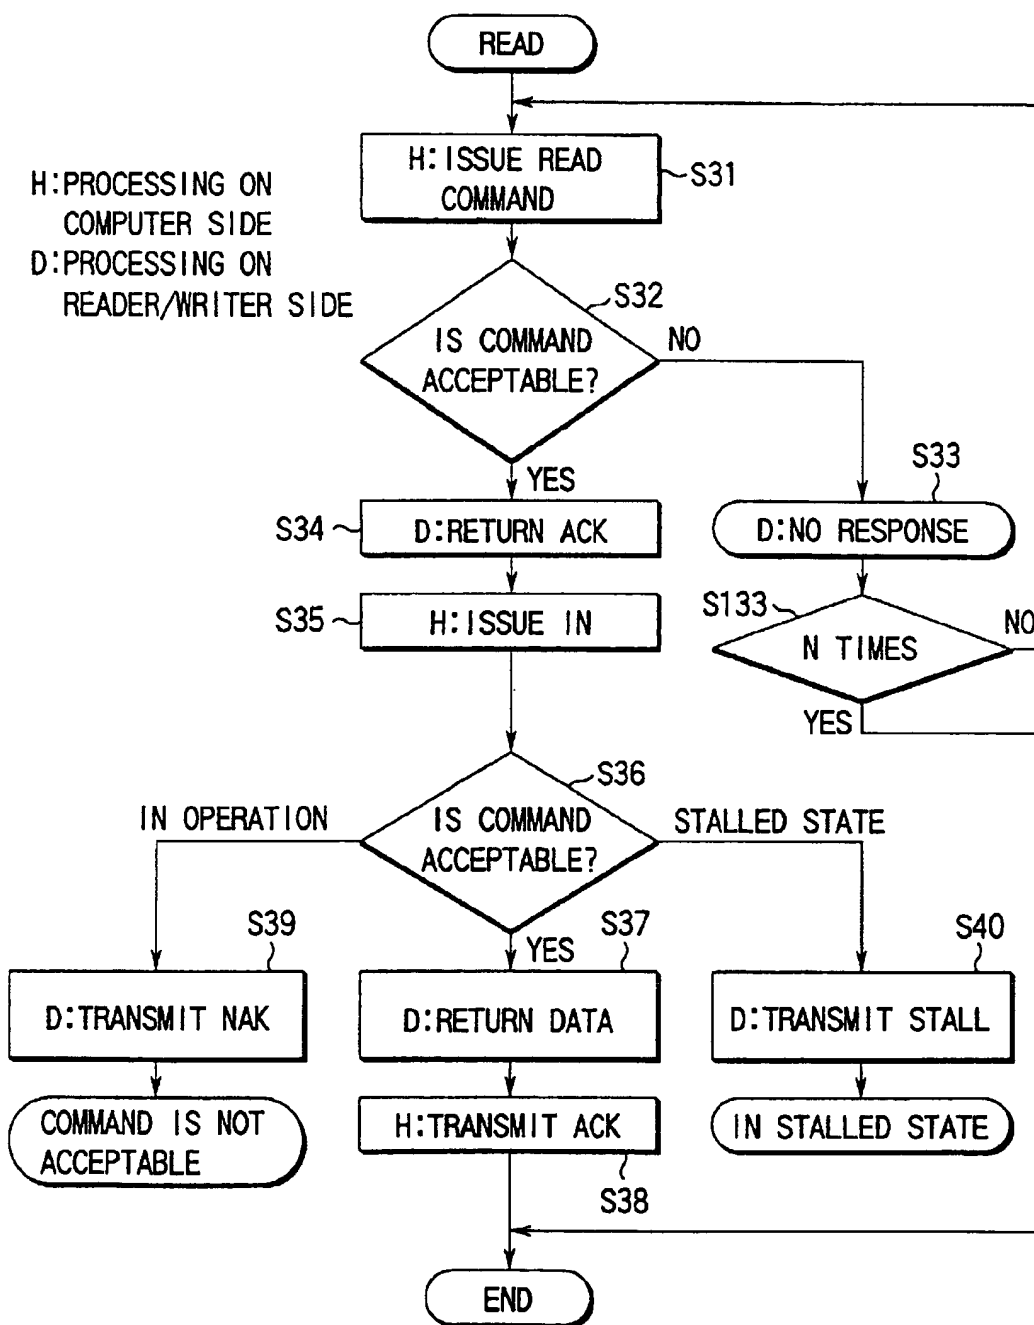 READ
H:ISSUE READ
COMMAND
S31
H:PROCESSING ON
COMPUTER SIDE
D:PROCESSING ON
READER/WRITER SIDE
S32
IS COMMAND
ACCEPTABLE?
NO
YES
S33
S34
D:RETURN ACK
D:NO RESPONSE
S35
H:ISSUE IN
S133
N TIMES
NO
YES
S36
IN OPERATION
IS COMMAND
ACCEPTABLE?
STALLED STATE
YES
S39
S37
S40
D:TRANSMIT NAK
D:RETURN DATA
D:TRANSMIT STALL
COMMAND IS NOT
ACCEPTABLE
H:TRANSMIT ACK
IN STALLED STATE
S38
END